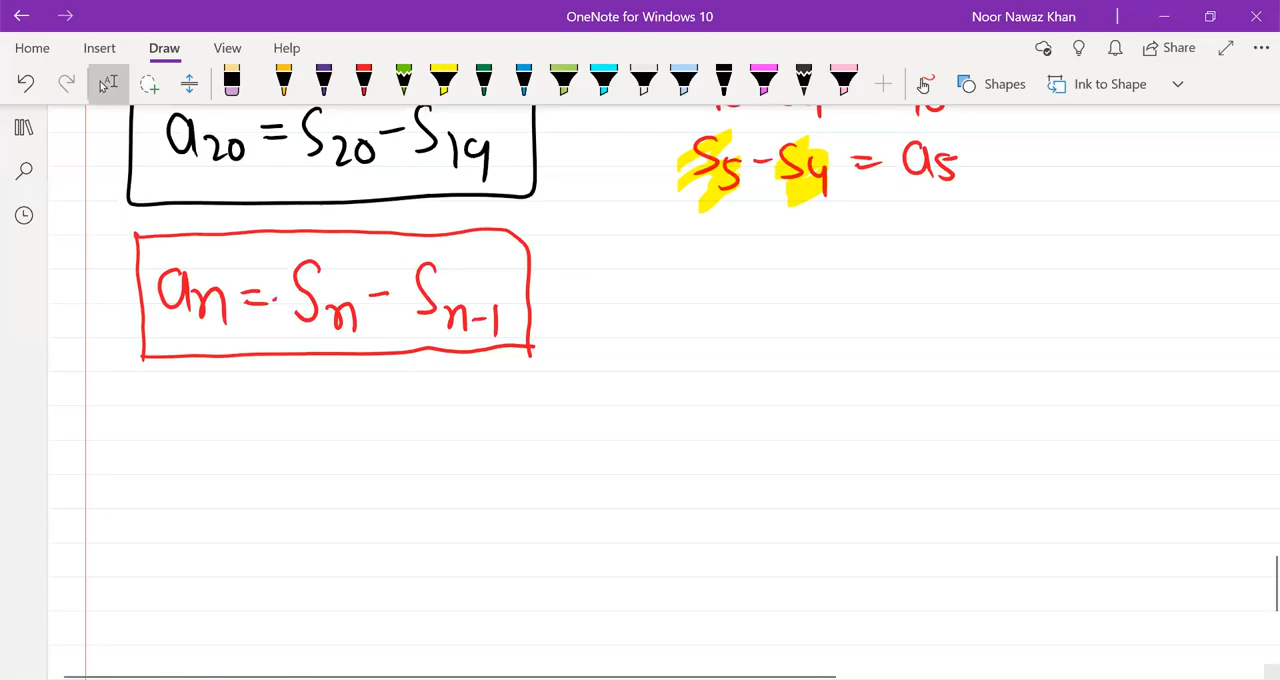 OneNote for Windows 10
Noor Nawaz Khan
Home Insert Draw View Help
Share
Shapes
Ink to Shape
a₂₀ = S₂₀ - S₁₉
S₅ - S₄ = a₅
aₙ = Sₙ - Sₙ₋₁